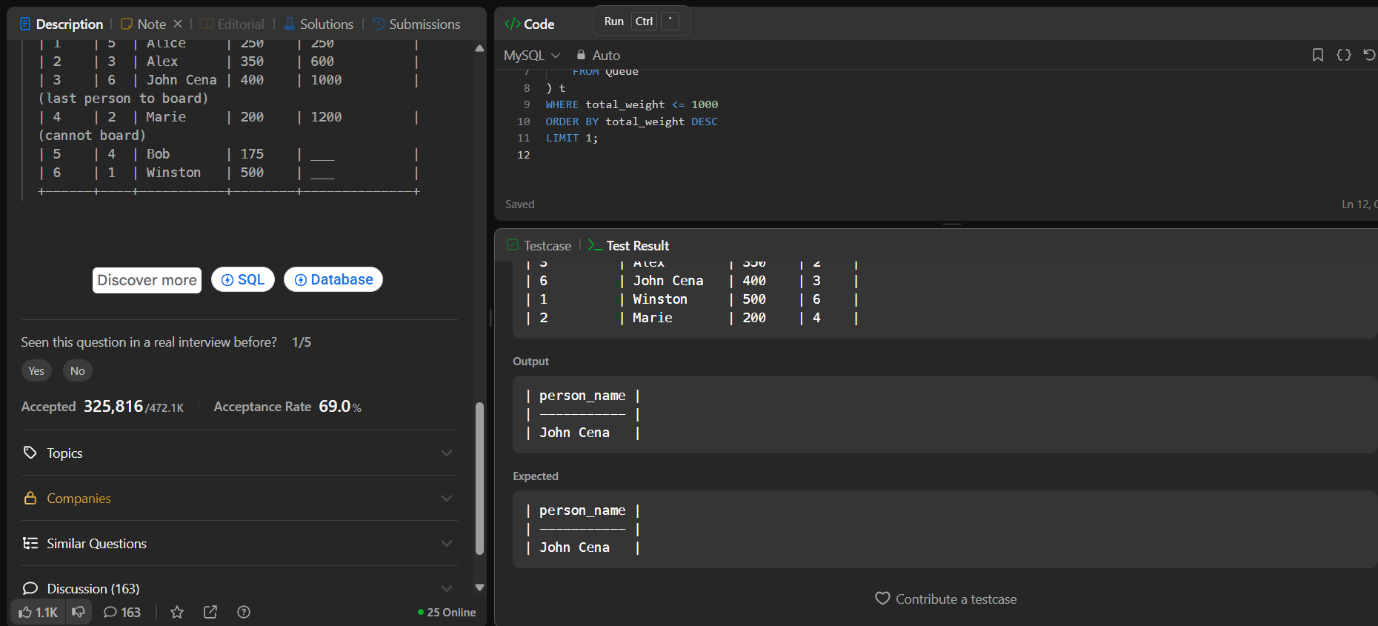 Description | Note × | Editorial | Solutions | Submissions
| 1 | 5 | Alice | 250 | 250 |
| 2 | 3 | Alex | 350 | 600 |
| 3 | 6 | John Cena | 400 | 1000 |
(last person to board)
| 4 | 2 | Marie | 200 | 1200 |
(cannot board)
| 5 | 4 | Bob | 175 | ___ |
| 6 | 1 | Winston | 500 | ___ |
Discover more SQL Database
Seen this question in a real interview before? 1/5
Yes No
Accepted 325,816/472.1K Acceptance Rate 69.0%
Topics
Companies
Similar Questions
Discussion (163)
1.1K 163 25 Online
</> Code
Run Ctrl '
MySQL Auto
7 FROM Queue
8 ) t
9 WHERE total_weight <= 1000
10 ORDER BY total_weight DESC
11 LIMIT 1;
12
Saved Ln 12,
Testcase | >_ Test Result
| 3 | Alex | 350 | 2 |
| 6 | John Cena | 400 | 3 |
| 1 | Winston | 500 | 6 |
| 2 | Marie | 200 | 4 |
Output
| person_name |
| ----------- |
| John Cena |
Expected
| person_name |
| ----------- |
| John Cena |
Contribute a testcase